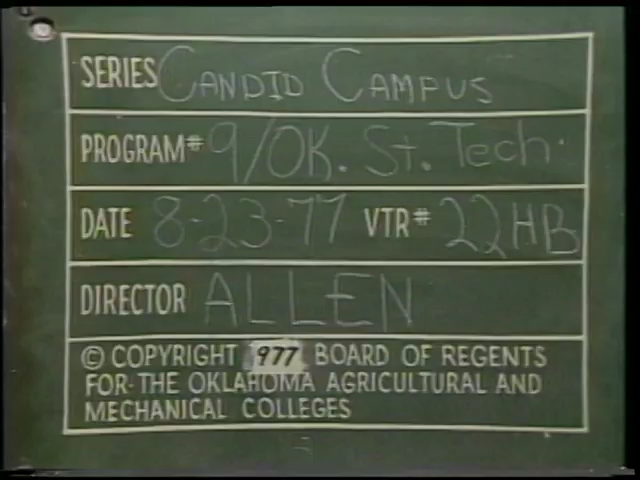 SERIES CANDID CAMPUS
PROGRAM# 9/OK. St. Tech.
DATE 8-23-77 VTR# 22HB
DIRECTOR ALLEN
© COPYRIGHT 977 BOARD OF REGENTS
FOR THE OKLAHOMA AGRICULTURAL AND
MECHANICAL COLLEGES